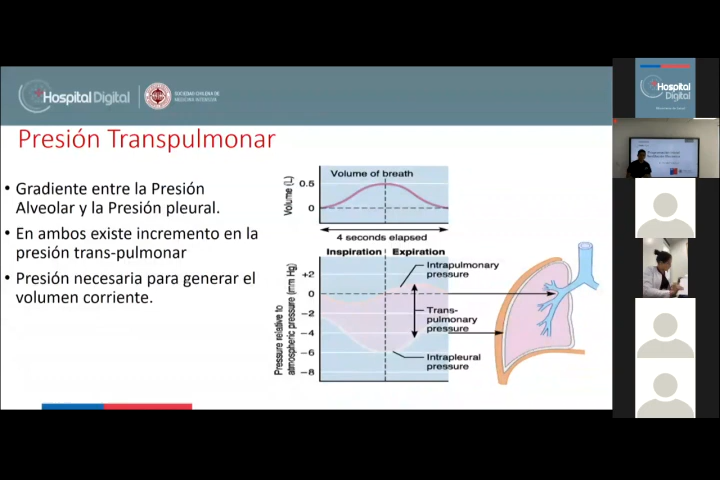 Hospital Digital
SOCIEDAD CHILENA DE
MEDICINA INTENSIVA
Presión Transpulmonar
• Gradiente entre la Presión
Alveolar y la Presión pleural.
• En ambos existe incremento en la
presión trans-pulmonar
• Presión necesaria para generar el
volumen corriente.
Volume of breath
Volume (L)
0.5
0
4 seconds elapsed
Inspiration Expiration
Pressure relative to
atmospheric pressure (mm Hg)
+2
0
−2
−4
−6
−8
Intrapulmonary
pressure
Trans-
pulmonary
pressure
Intrapleural
pressure
Hospital
Digital